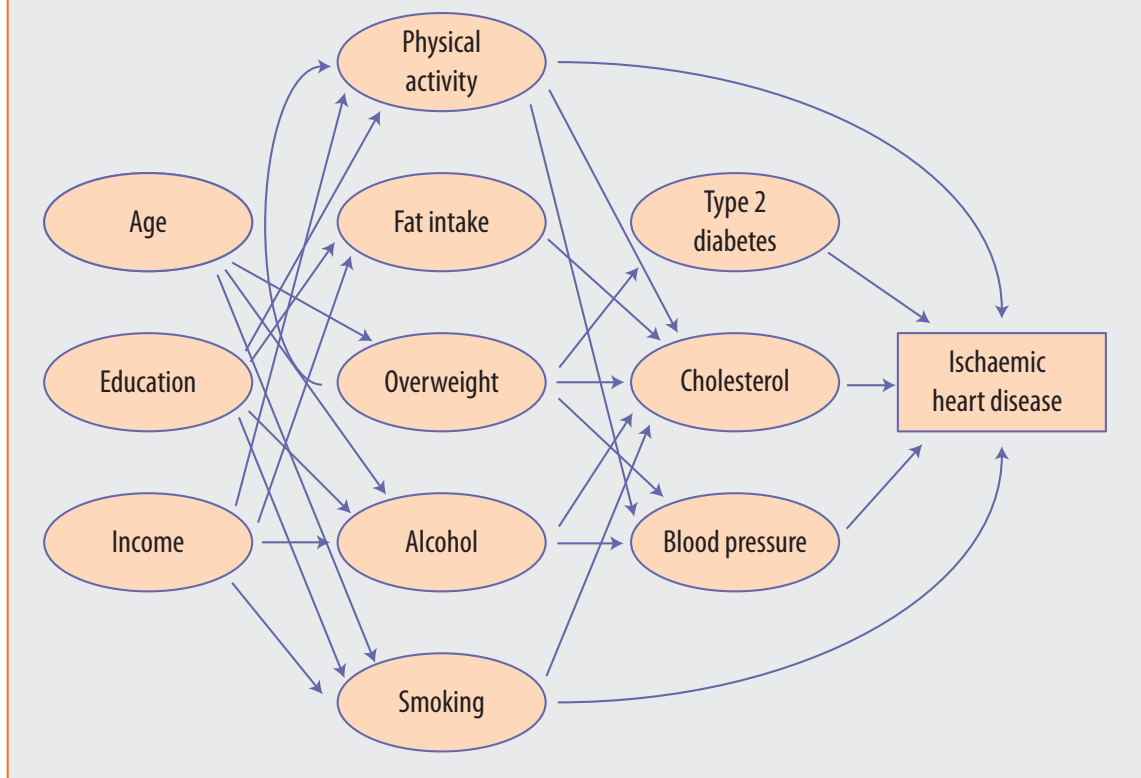 Physical
activity
Age
Fat intake
Type 2
diabetes
Education
Overweight
Cholesterol
Ischaemic
heart disease
Income
Alcohol
Blood pressure
Smoking